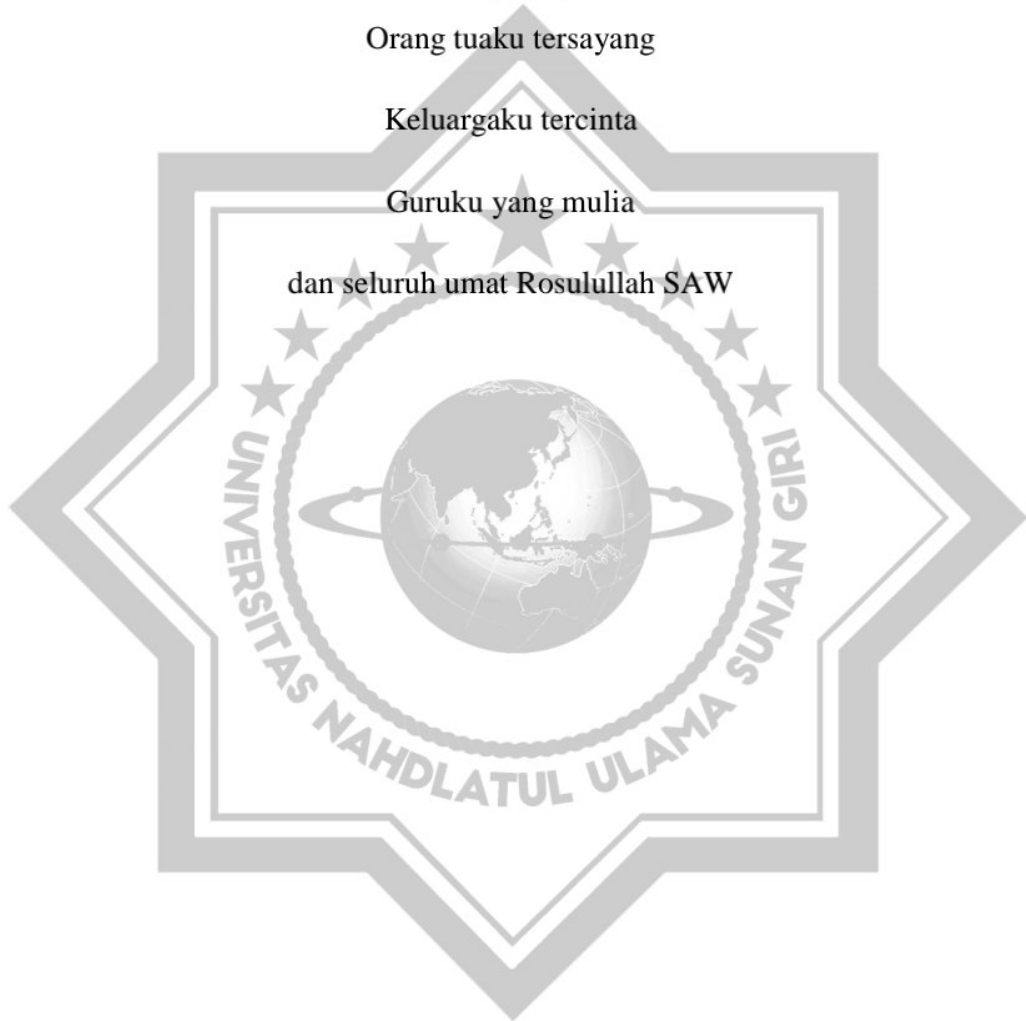 Orang tuaku tersayang
Keluargaku tercinta
Guruku yang mulia
dan seluruh umat Rosulullah SAW
UNIVERSITAS NAHDLATUL ULAMA SUNAN GIRI